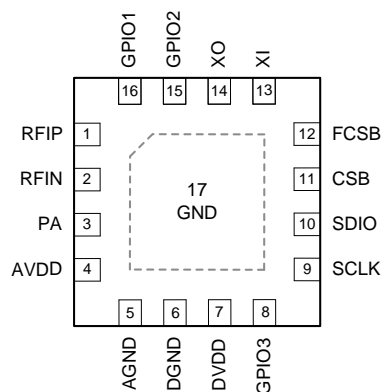 GPIO1
GPIO2
XO
XI
16
15
14
13
RFIP 1
12 FCSB
RFIN 2
11 CSB
17
GND
PA 3
10 SDIO
AVDD 4
9 SCLK
5
6
7
8
AGND
DGND
DVDD
GPIO3